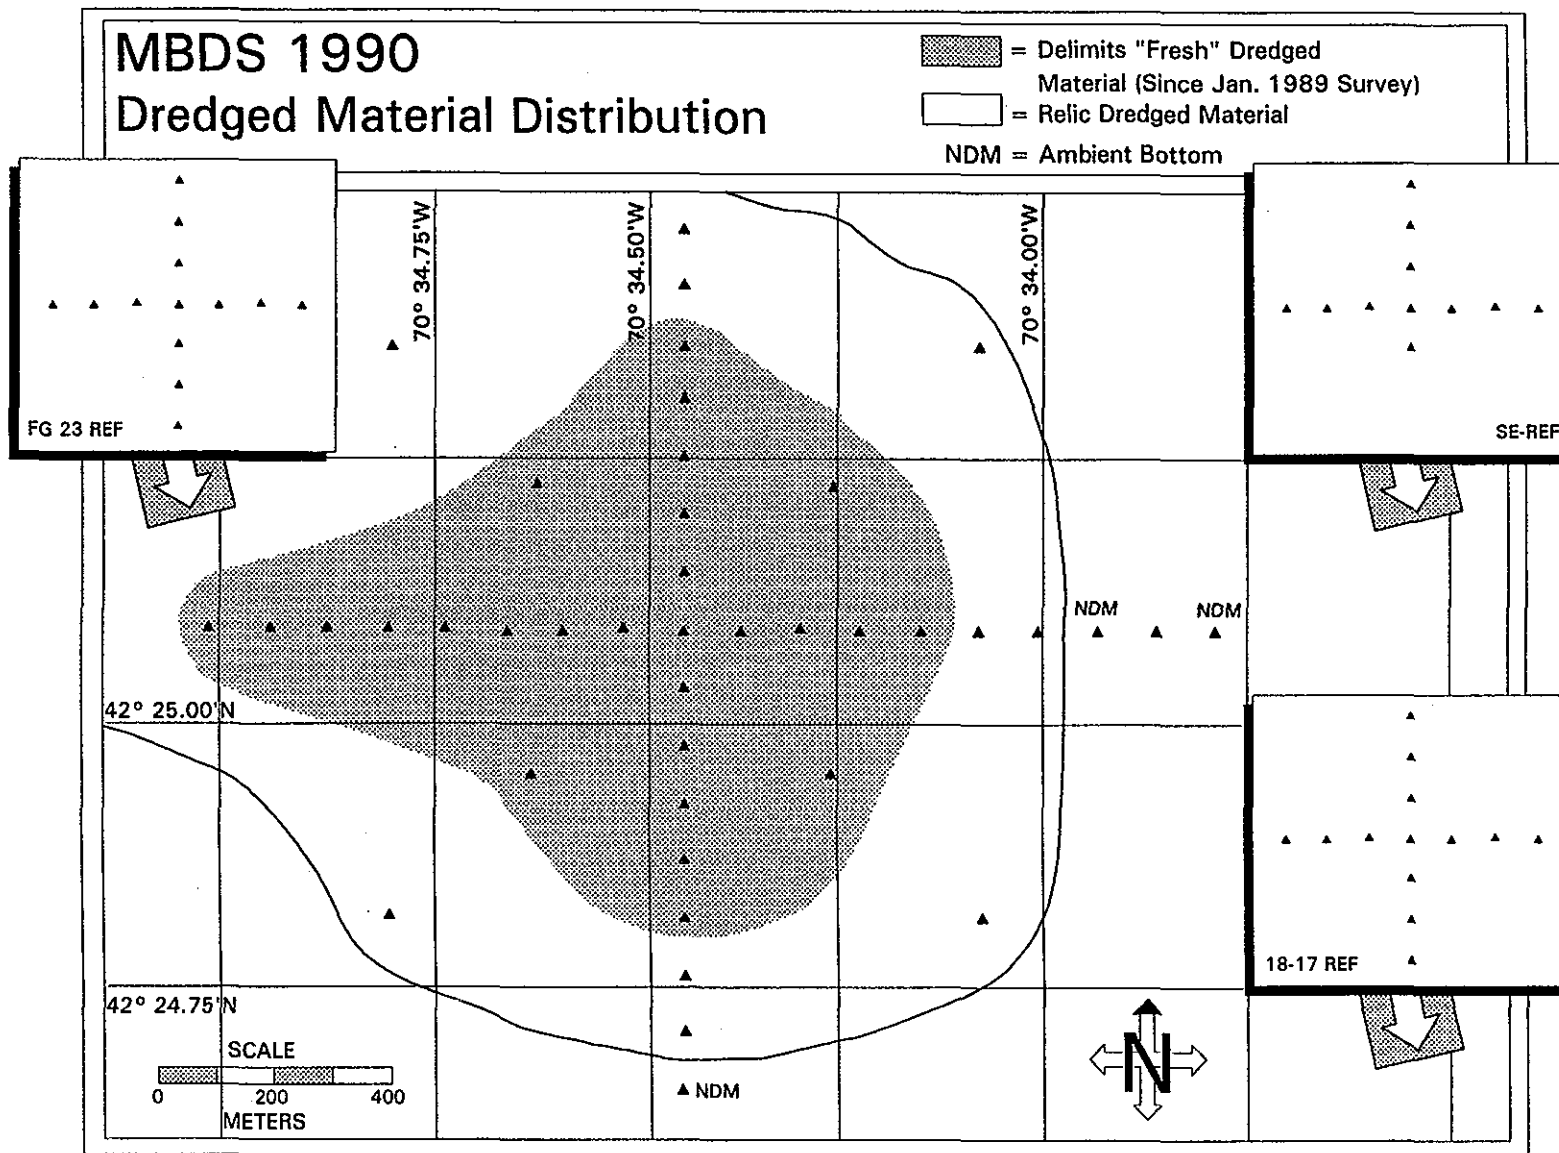 MBDS 1990
Dredged Material Distribution
= Delimits "Fresh" Dredged
Material (Since Jan. 1989 Survey)
= Relic Dredged Material
NDM = Ambient Bottom
70° 34.75'W
70° 34.50'W
70° 34.00'W
FG 23 REF
SE-REF
NDM
NDM
42° 25.00'N
18-17 REF
42° 24.75'N
SCALE
0 200 400
METERS
NDM
N